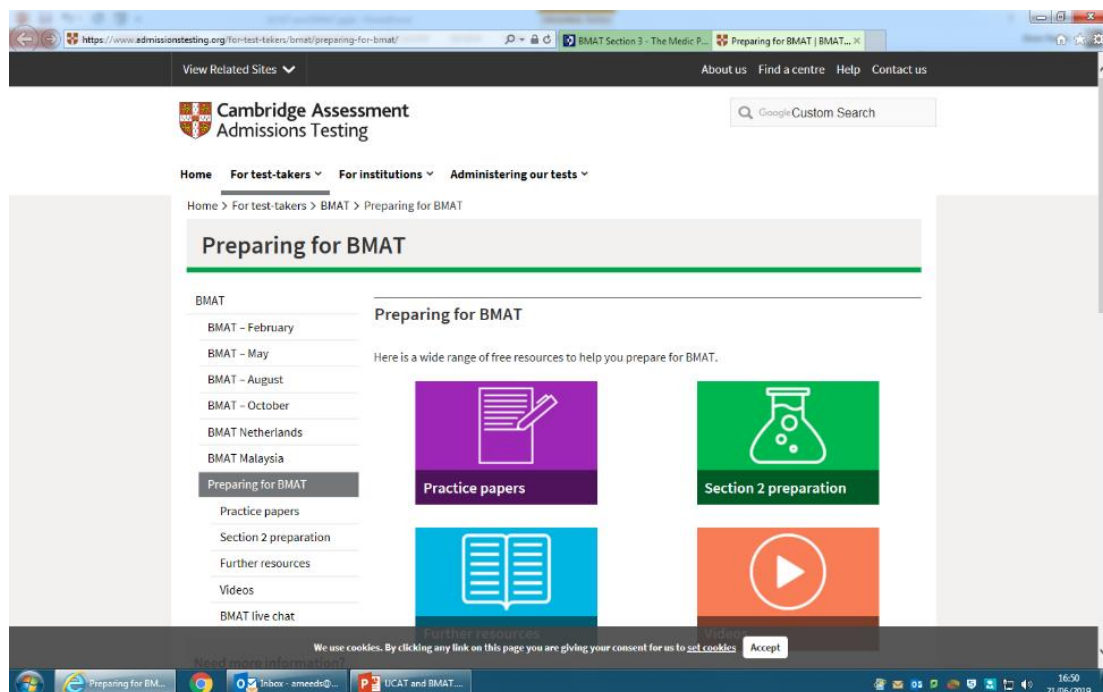 https://www.admissionstesting.org/for-test-takers/bmat/preparing-for-bmat/
BMAT Section 3 - The Medic P...
Preparing for BMAT | BMAT...
View Related Sites
About us Find a centre Help Contact us
Cambridge Assessment
Admissions Testing
Google Custom Search
Home For test-takers For institutions Administering our tests
Home > For test-takers > BMAT > Preparing for BMAT
Preparing for BMAT
BMAT
BMAT – February
BMAT – May
BMAT – August
BMAT – October
BMAT Netherlands
BMAT Malaysia
Preparing for BMAT
Practice papers
Section 2 preparation
Further resources
Videos
BMAT live chat
Need more information?
Preparing for BMAT
Here is a wide range of free resources to help you prepare for BMAT.
Practice papers
Section 2 preparation
Further resources
Videos
We use cookies. By clicking any link on this page you are giving your consent for us to set cookies Accept
Preparing for BM...
Inbox - ameeds@...
UCAT and BMAT....
16:50
21/06/2019